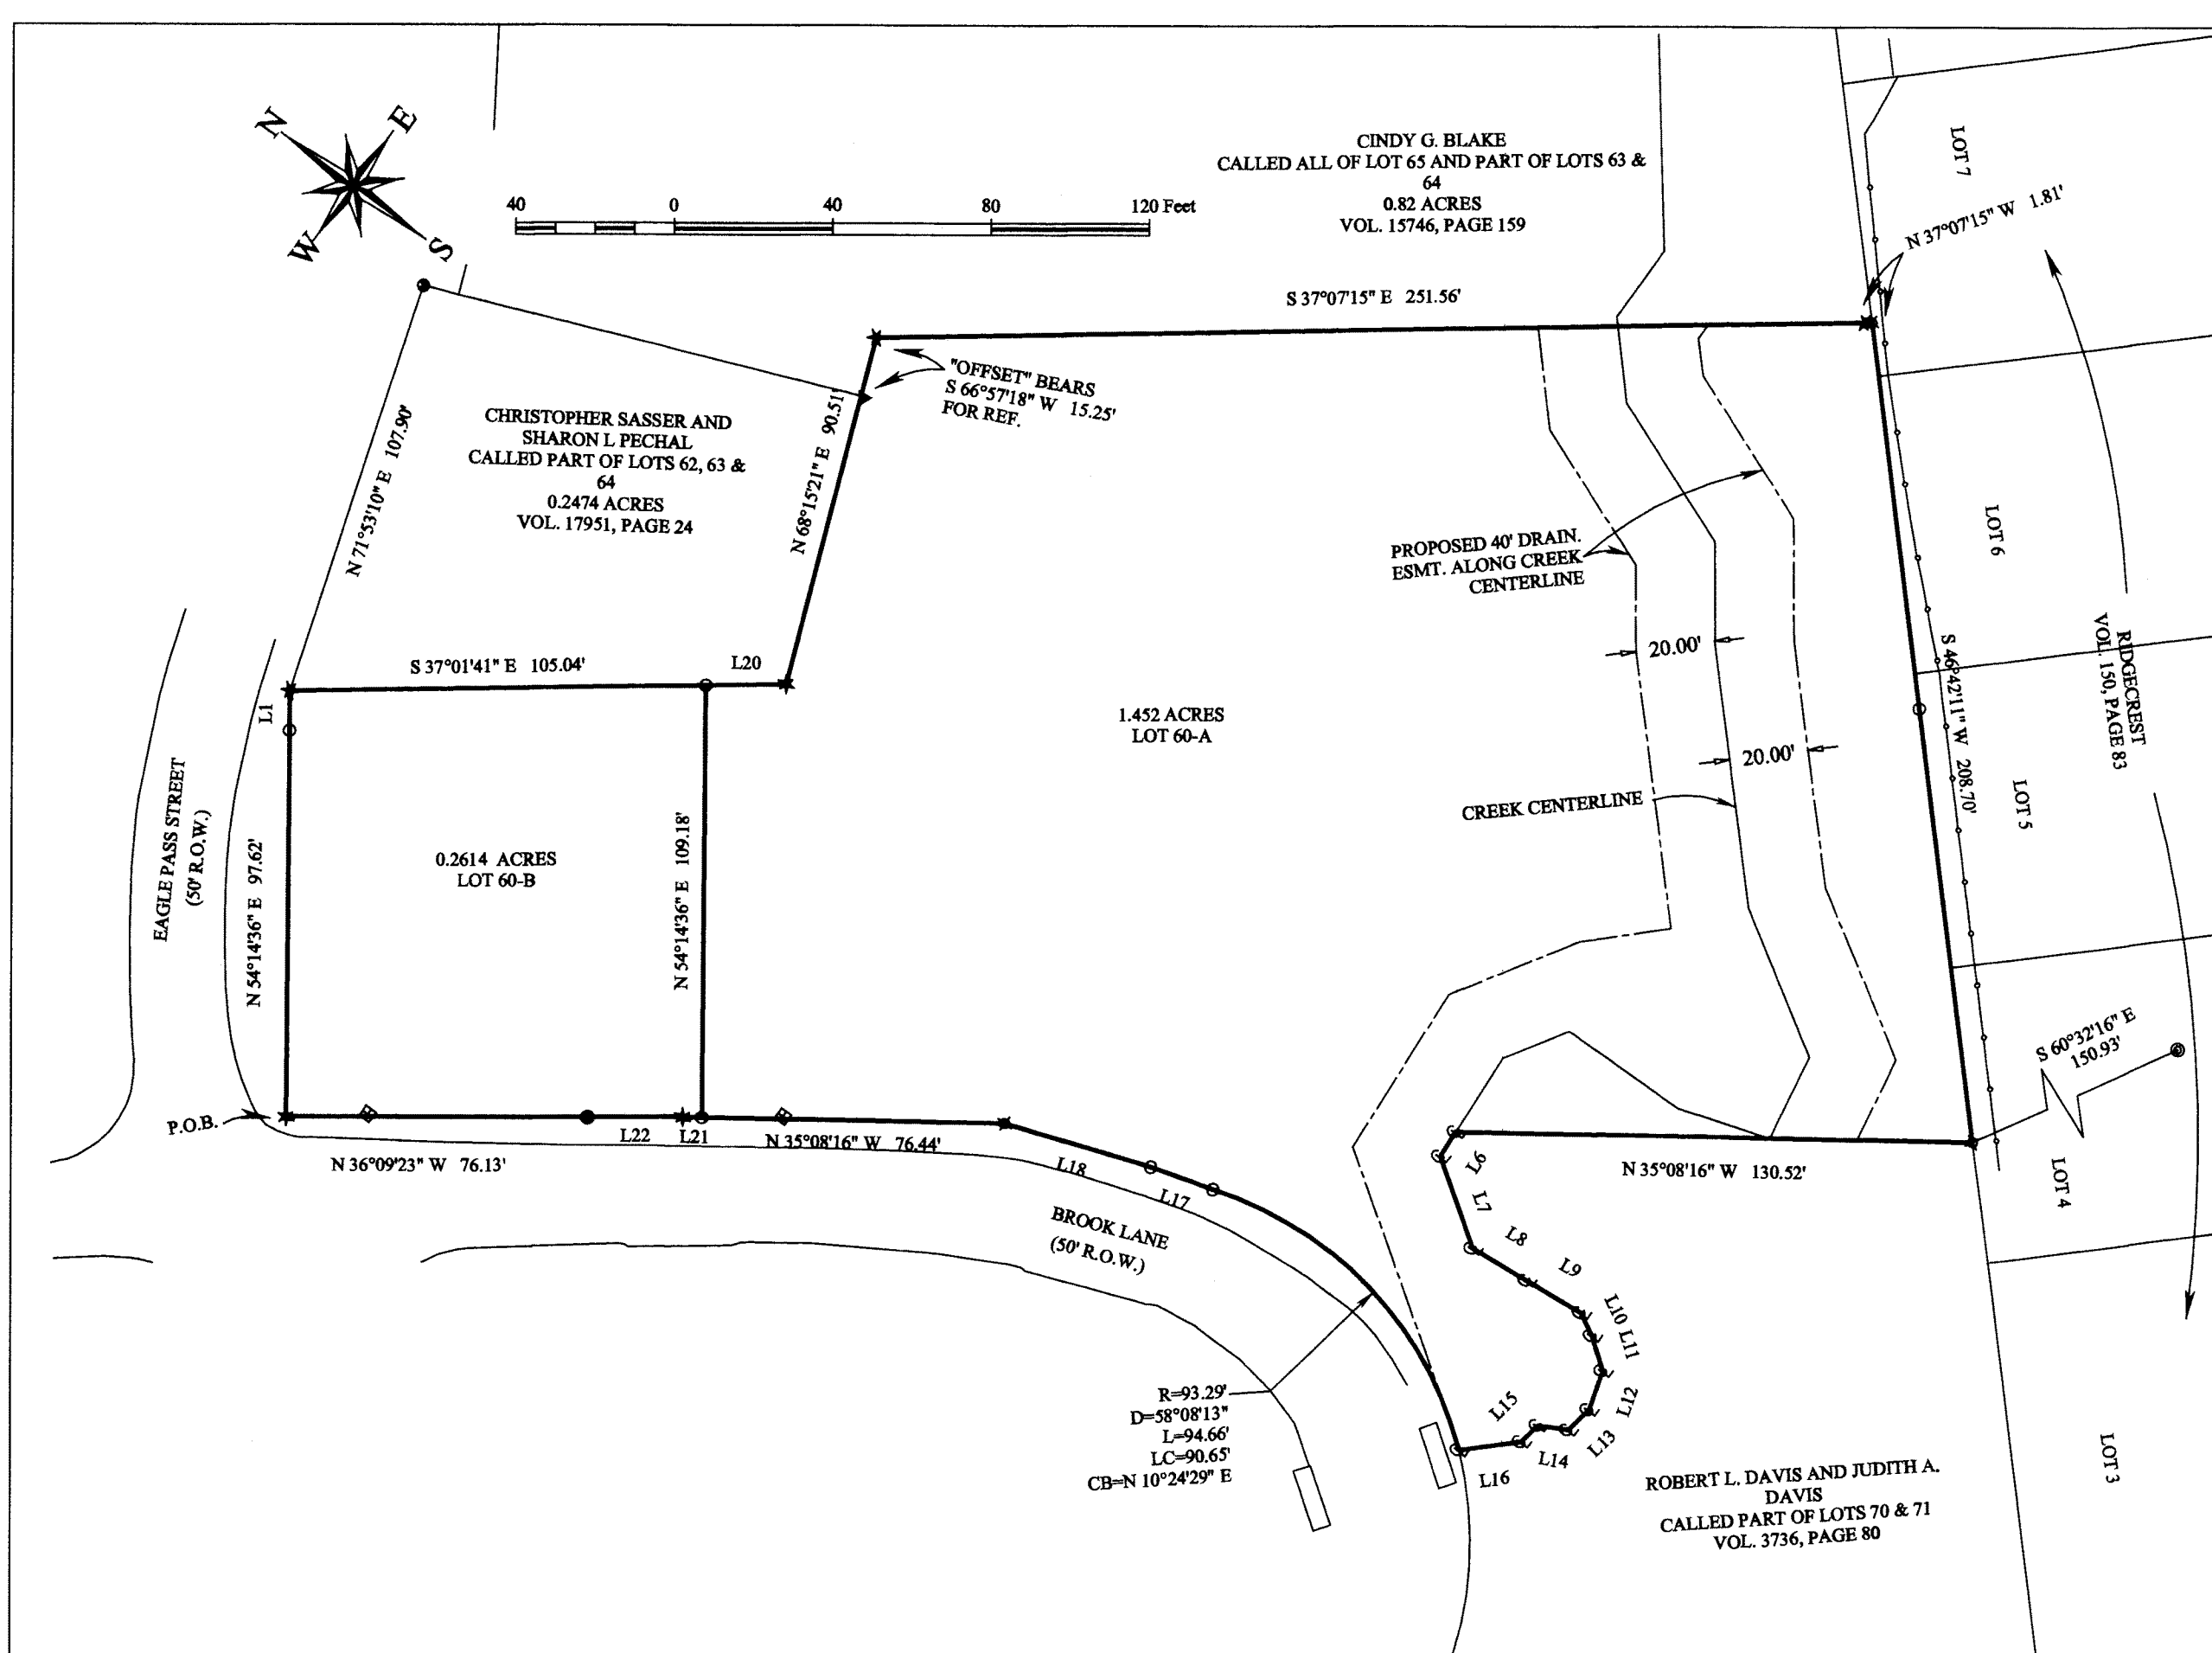 N
E
W
S
40 0 40 80 120 Feet
CINDY G. BLAKE
CALLED ALL OF LOT 65 AND PART OF LOTS 63 &
64
0.82 ACRES
VOL. 15746, PAGE 159
LOT 7
N 37°07'15" W 1.81'
S 37°07'15" E 251.56'
"OFFSET" BEARS
S 66°57'18" W 15.25'
FOR REF.
N 71°53'10" E 107.90'
CHRISTOPHER SASSER AND
SHARON L PECHAL
CALLED PART OF LOTS 62, 63 &
64
0.2474 ACRES
VOL. 17951, PAGE 24
N 68°15'21" E 90.51'
PROPOSED 40' DRAIN.
ESMT. ALONG CREEK
CENTERLINE
LOT 6
20.00'
S 37°01'41" E 105.04'
L20
L1
1.452 ACRES
LOT 60-A
20.00'
S 46°42'11" W 208.70'
RIDGECREST
VOL. 150, PAGE 83
LOT 5
CREEK CENTERLINE
EAGLE PASS STREET
(50' R.O.W.)
N 54°14'36" E 97.62'
0.2614 ACRES
LOT 60-B
N 54°14'36" E 109.18'
S 60°32'16" E
150.93'
P.O.B.
L22
L21
N 35°08'16" W 76.44'
N 36°09'23" W 76.13'
L18
L17
L6
N 35°08'16" W 130.52'
L7
LOT 4
BROOK LANE
(50' R.O.W.)
L8
L9
L10
L11
L12
L13
L14
L15
L16
R=93.29'
D=58°08'13"
L=94.66'
LC=90.65'
CB=N 10°24'29" E
LOT 3
ROBERT L. DAVIS AND JUDITH A.
DAVIS
CALLED PART OF LOTS 70 & 71
VOL. 3736, PAGE 80